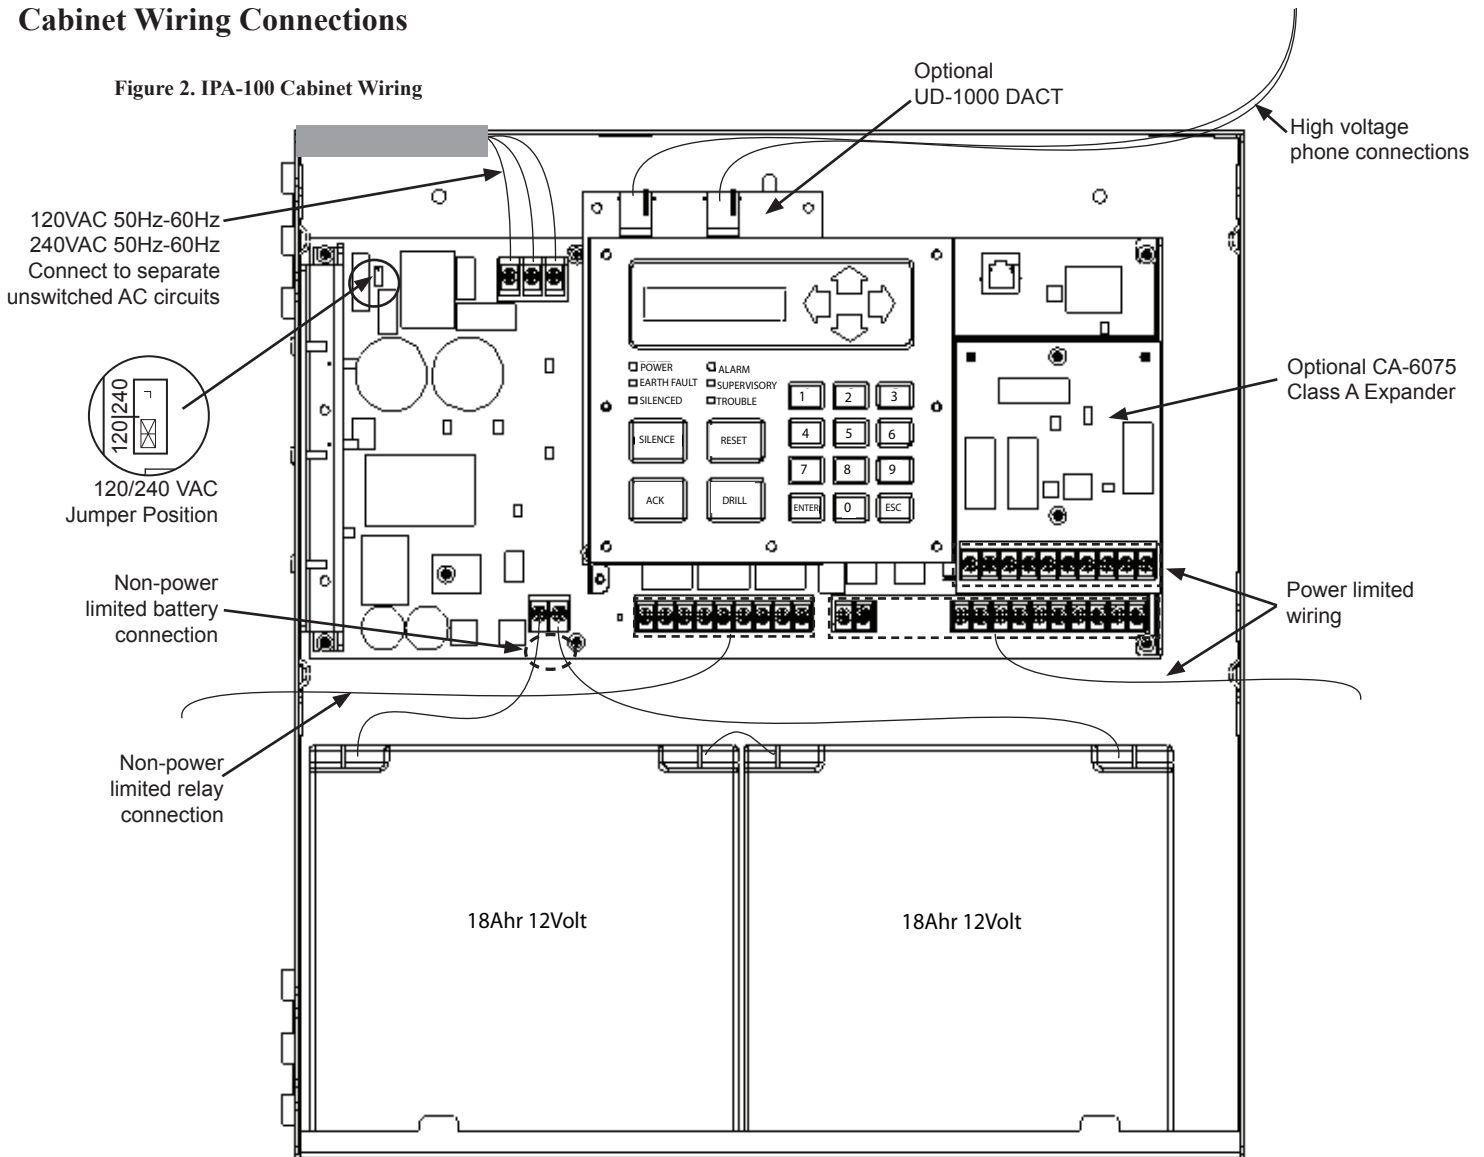 Cabinet Wiring Connections
Figure 2. IPA-100 Cabinet Wiring
Optional
UD-1000 DACT
High voltage
phone connections
120VAC 50Hz-60Hz
240VAC 50Hz-60Hz
Connect to separate
unswitched AC circuits
120|240
120/240 VAC
Jumper Position
POWER
ALARM
EARTH FAULT
SUPERVISORY
SILENCED
TROUBLE
SILENCE
RESET
ACK
DRILL
1
2
3
4
5
6
7
8
9
ENTER
0
ESC
Optional CA-6075
Class A Expander
Non-power
limited battery
connection
Power limited
wiring
Non-power
limited relay
connection
18Ahr 12Volt
18Ahr 12Volt